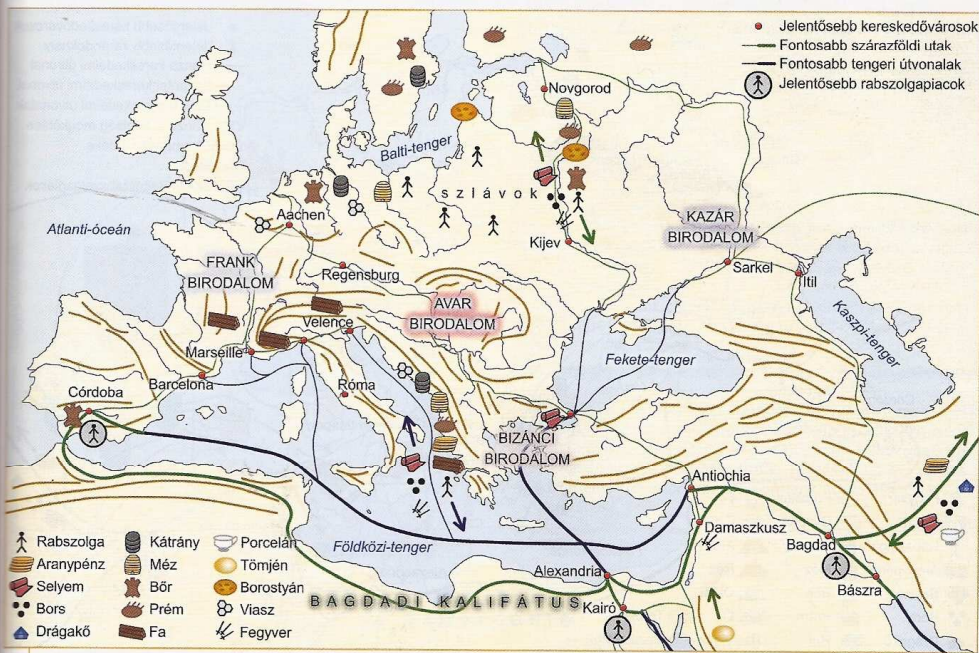 Jelentősebb kereskedővárosok
Fontosabb szárazföldi utak
Fontosabb tengeri útvonalak
Jelentősebb rabszolgapiacok
Novgorod
Balti-tenger
szlávok
Aachen
Atlanti-óceán
Kijev
KAZÁR
BIRODALOM
FRANK
BIRODALOM
Regensburg
Sarkel
Itil
AVAR
BIRODALOM
Velence
Kaszpi-tenger
Marseille
Fekete-tenger
Barcelona
Róma
Córdoba
BIZÁNCI
BIRODALOM
Antiochia
Damaszkusz
Bagdad
Földközi-tenger
Alexandria
Bászra
BAGDADI KALIFÁTUS
Kairó
Rabszolga
Aranypénz
Selyem
Bors
Drágakő
Kátrány
Méz
Bőr
Prém
Fa
Porcelán
Tömjén
Borostyán
Viasz
Fegyver